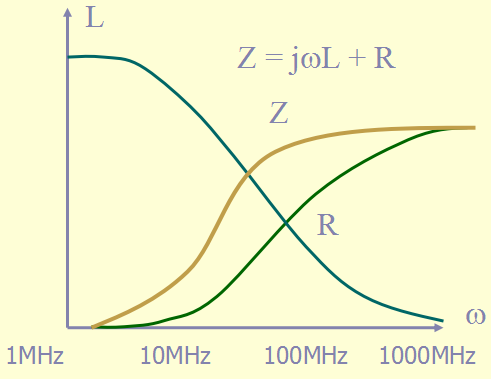 L
Z = jωL + R
Z
R
ω
1MHz 10MHz 100MHz 1000MHz